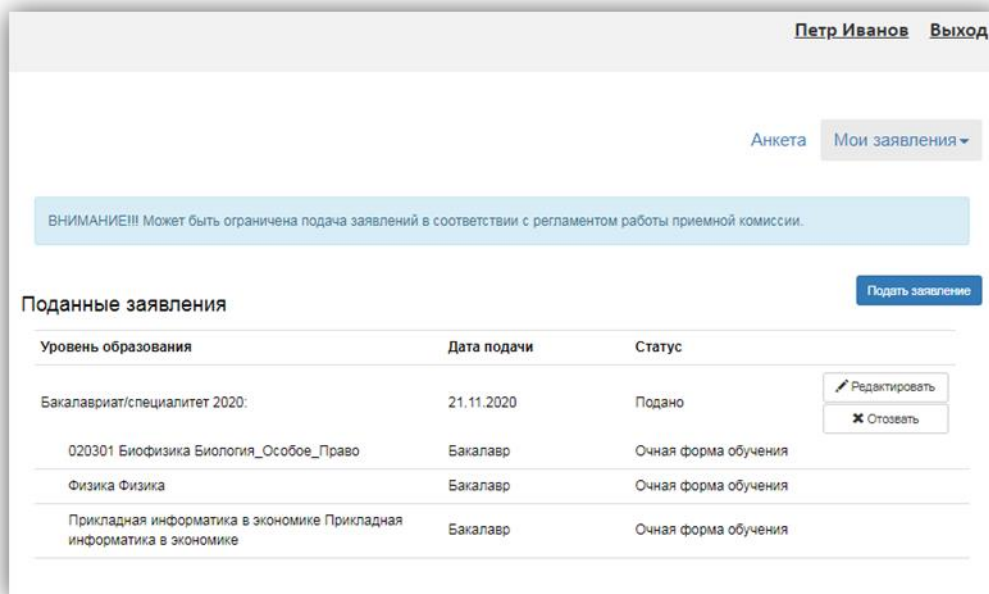 Петр Иванов Выход
Анкета Мои заявления
ВНИМАНИЕ!!! Может быть ограничена подача заявлений в соответствии с регламентом работы приемной комиссии.
Подать заявление
Поданные заявления
Уровень образования Дата подачи Статус
Бакалавриат/специалитет 2020: 21.11.2020 Подано
Редактировать
Отозвать
020301 Биофизика Биология_Особое_Право Бакалавр Очная форма обучения
Физика Физика Бакалавр Очная форма обучения
Прикладная информатика в экономике Прикладная
информатика в экономике Бакалавр Очная форма обучения